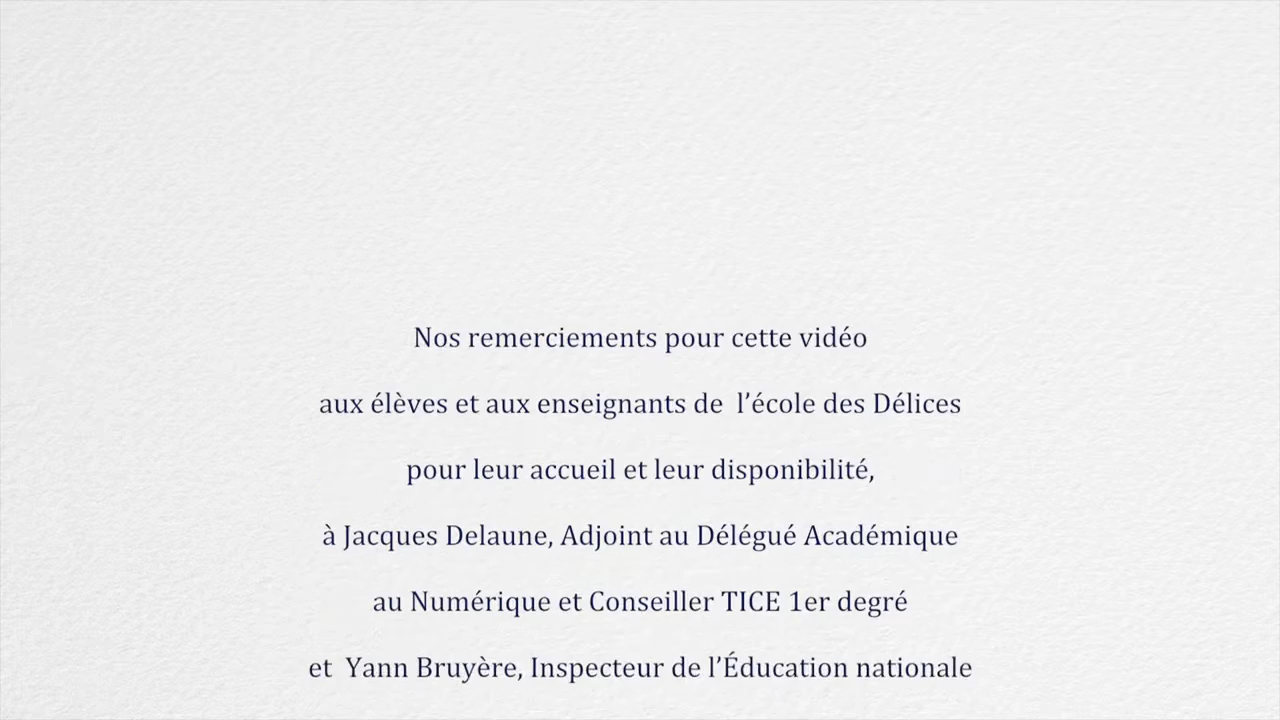 Nos remerciements pour cette vidéo
aux élèves et aux enseignants de  l’école des Délices
pour leur accueil et leur disponibilité,
à Jacques Delaune, Adjoint au Délégué Académique
au Numérique et Conseiller TICE 1er degré
et  Yann Bruyère, Inspecteur de l’Éducation nationale